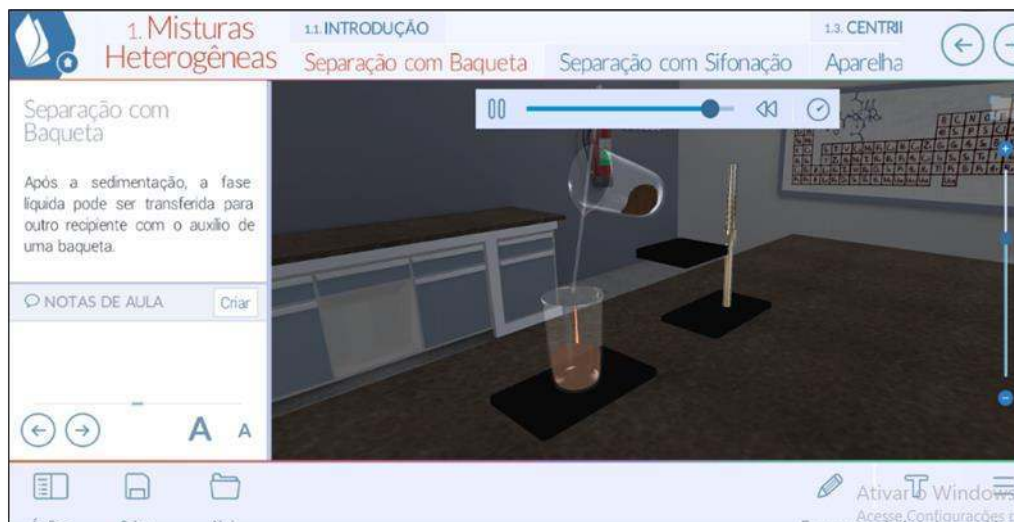 1. Misturas
Heterogêneas
1.1. INTRODUÇÃO
Separação com Baqueta
Separação com Sifonação
1.3. CENTRI
Aparelha
Separação com
Baqueta
Após a sedimentação, a fase
líquida pode ser transferida para
outro recipiente com o auxílio de
uma baqueta.
NOTAS DE AULA
Criar
A A
T
Ativar o Windows
Acesse Configurações